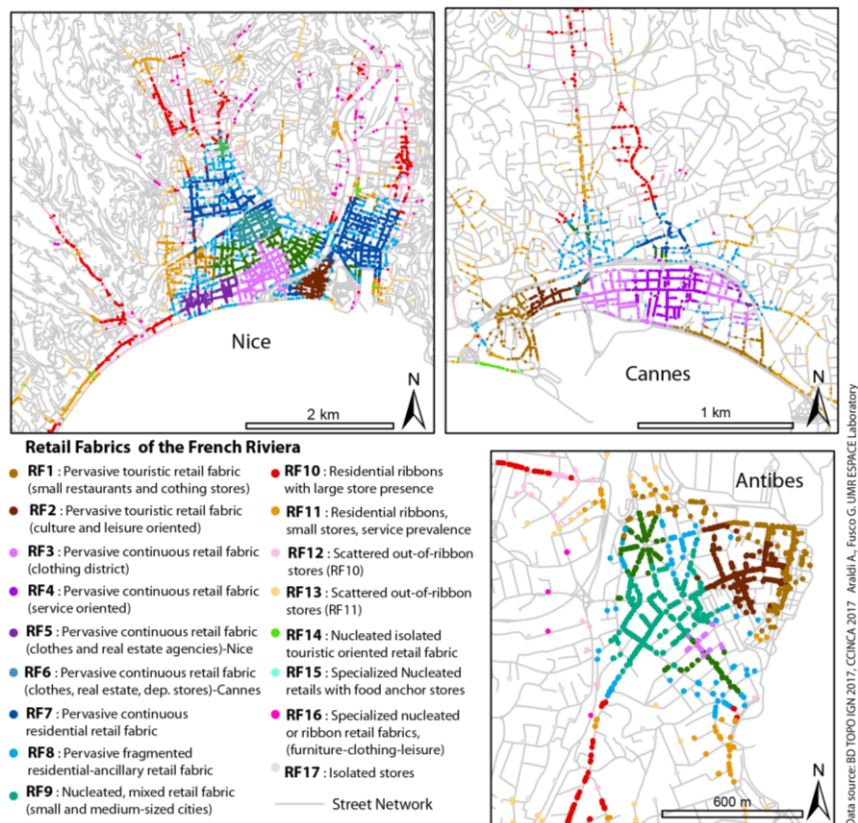 Nice
N
2 km
Cannes
N
1 km
Retail Fabrics of the French Riviera
RF1 : Pervasive touristic retail fabric
(small restaurants and cothing stores)
RF2 : Pervasive touristic retail fabric
(culture and leisure oriented)
RF3 : Pervasive continuous retail fabric
(clothing district)
RF4 : Pervasive continuous retail fabric
(service oriented)
RF5 : Pervasive continuous retail fabric
(clothes and real estate agencies)-Nice
RF6 : Pervasive continuous retail fabric
(clothes, real estate, dep. stores)-Cannes
RF7 : Pervasive continuous
residential retail fabric
RF8 : Pervasive fragmented
residential-ancillary retail fabric
RF9 : Nucleated, mixed retail fabric
(small and medium-sized cities)
RF10 : Residential ribbons
with large store presence
RF11 : Residential ribbons,
small stores, service prevalence
RF12 : Scattered out-of-ribbon
stores (RF10)
RF13 : Scattered out-of-ribbon
stores (RF11)
RF14 : Nucleated isolated
touristic oriented retail fabric
RF15 : Specialized Nucleated
retails with food anchor stores
RF16 : Specialized nucleated
or ribbon retail fabrics,
(furniture-clothing-leisure)
RF17 : Isolated stores
Street Network
Antibes
N
600 m
Data source: BD TOPO IGN 2017, CCINCA 2017 Araldi A., Fusco G. UMR ESPACE Laboratory